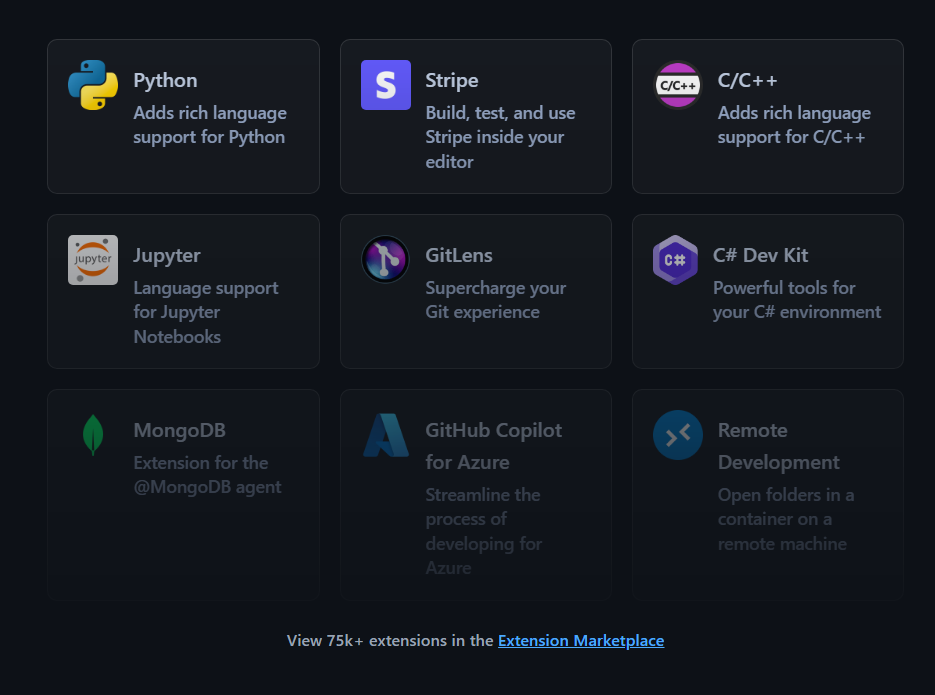 Python
Adds rich language
support for Python
S
Stripe
Build, test, and use
Stripe inside your
editor
C/C++
C/C++
Adds rich language
support for C/C++
jupyter
Jupyter
Language support
for Jupyter
Notebooks
GitLens
Supercharge your
Git experience
C#
C# Dev Kit
Powerful tools for
your C# environment
MongoDB
Extension for the
@MongoDB agent
GitHub Copilot
for Azure
Streamline the
process of
developing for
Azure
Remote
Development
Open folders in a
container on a
remote machine
View 75k+ extensions in the Extension Marketplace